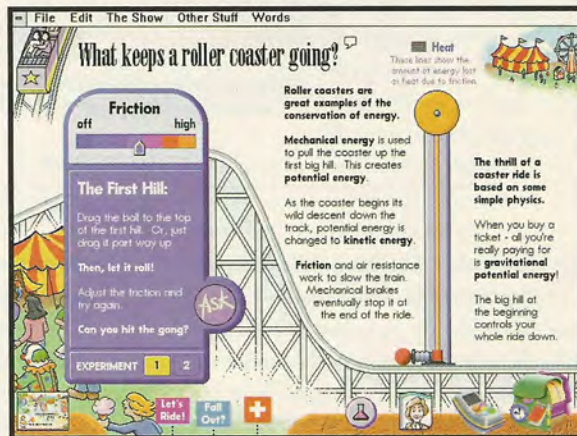 File Edit The Show Other Stuff Words
What keeps a roller coaster going?
Heat
These lines show the
amount of energy lost
as heat due to friction.
Friction
off high
The First Hill:
Drag the ball to the top
of the first hill. Or, just
drag it part way up
Then, let it roll!
Adjust the friction and
try again.
Can you hit the gong?
Ask
EXPERIMENT 1 2
Roller coasters are
great examples of the
conservation of energy.
Mechanical energy is used
to pull the coaster up the
first big hill. This creates
potential energy.
As the coaster begins its
wild descent down the
track, potential energy is
changed to kinetic energy.
Friction and air resistance
work to slow the train.
Mechanical brakes
eventually stop it at
the end of the ride.
The thrill of a
coaster ride is
based on some
simple physics.
When you buy a
ticket - all you're
really paying for
is gravitational
potential energy!
The big hill at
the beginning
controls your
whole ride down.
Let's
Ride!
Fall
Out?